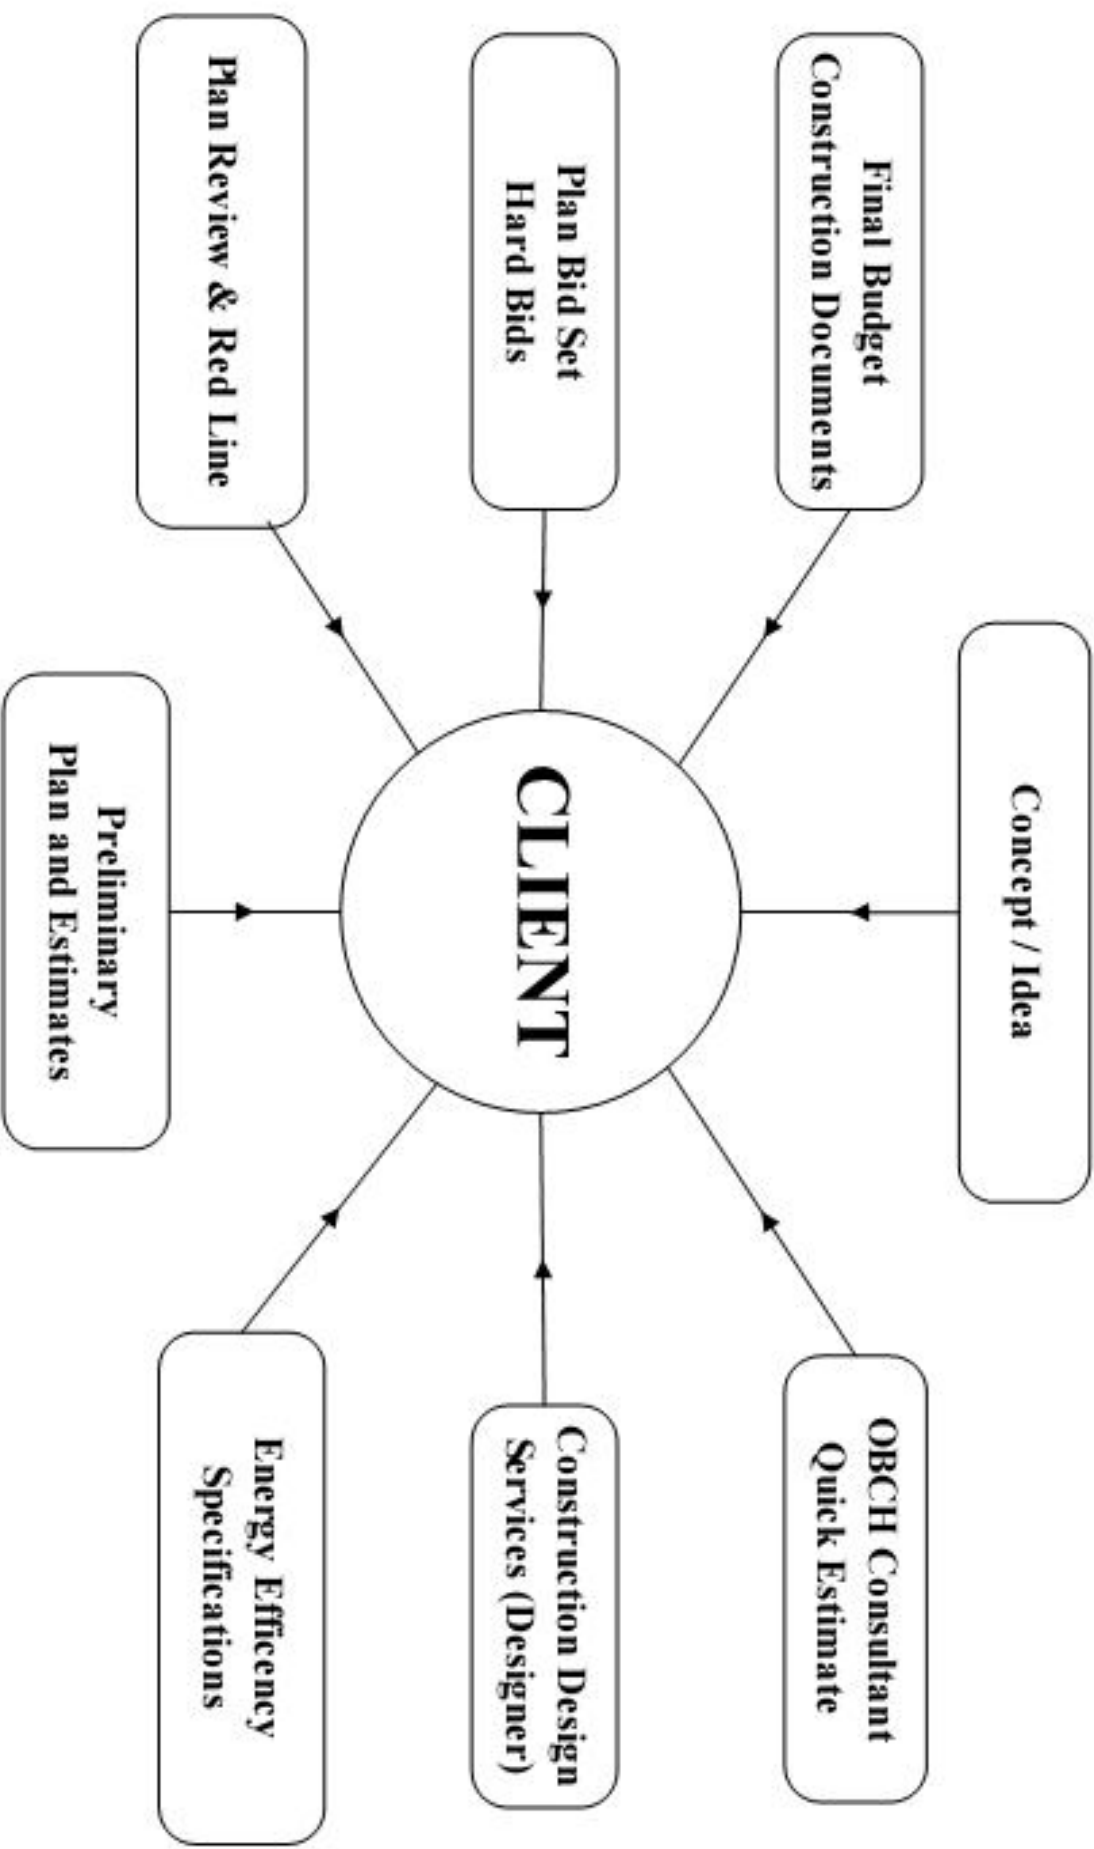 Concept / Idea
OBCH Consultant
Quick Estimate
Construction Design
Services (Designer)
Energy Efficency
Specifications
Preliminary
Plan and Estimates
Plan Review & Red Line
Plan Bid Set
Hard Bids
Final Budget
Construction Documents
CLIENT